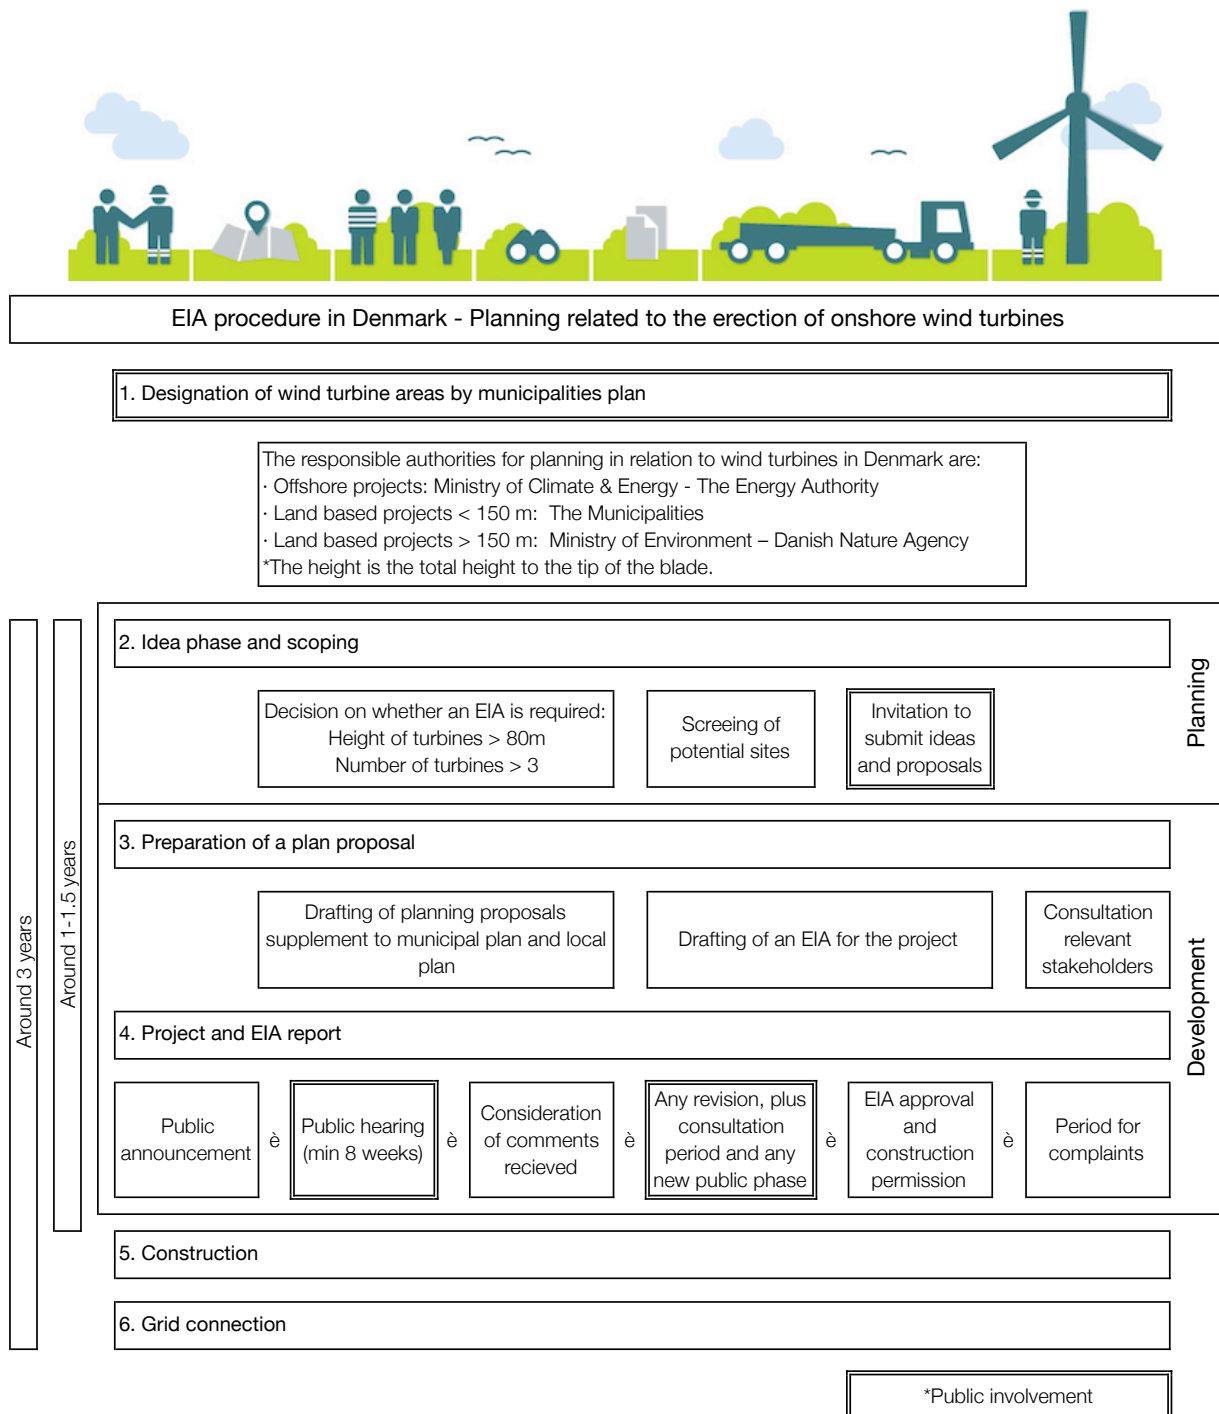 EIA procedure in Denmark - Planning related to the erection of onshore wind turbines
1. Designation of wind turbine areas by municipalities plan
The responsible authorities for planning in relation to wind turbines in Denmark are:
· Offshore projects: Ministry of Climate & Energy - The Energy Authority
· Land based projects < 150 m:  The Municipalities
· Land based projects > 150 m:  Ministry of Environment – Danish Nature Agency
*The height is the total height to the tip of the blade.
Around 3 years
Around 1-1.5 years
Planning
2. Idea phase and scoping
Decision on whether an EIA is required:
Height of turbines > 80m
Number of turbines > 3
Screeing of
potential sites
Invitation to
submit ideas
and proposals
Development
3. Preparation of a plan proposal
Drafting of planning proposals
supplement to municipal plan and local
plan
Drafting of an EIA for the project
Consultation
relevant
stakeholders
4. Project and EIA report
Public
announcement
è
Public hearing
(min 8 weeks)
è
Consideration
of comments
recieved
è
Any revision, plus
consultation
period and any
new public phase
è
EIA approval
and
construction
permission
è
Period for
complaints
5. Construction
6. Grid connection
*Public involvement